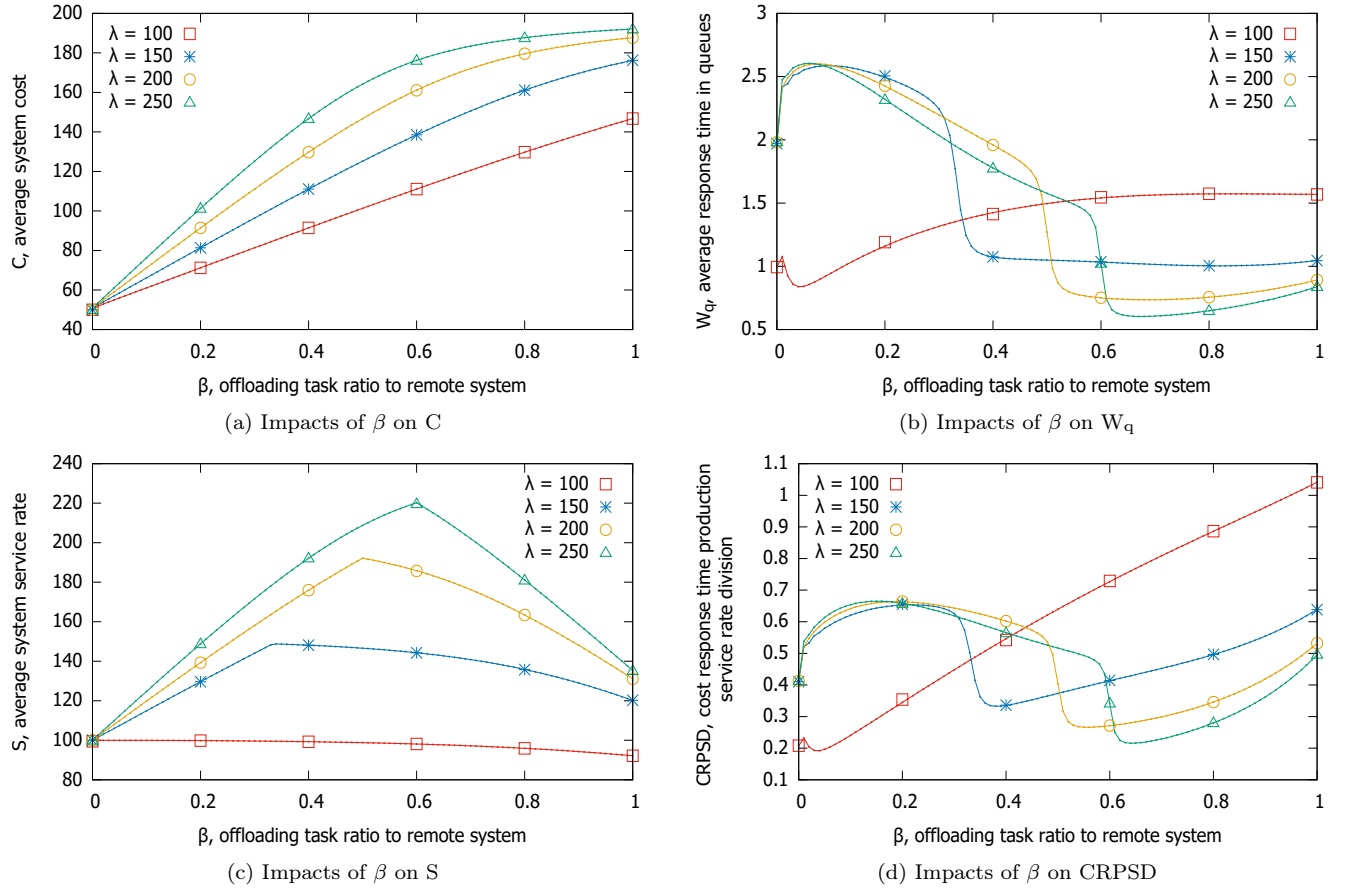 C, average system cost
200
180
160
140
120
100
80
60
40
λ = 100
λ = 150
λ = 200
λ = 250
0 0.2 0.4 0.6 0.8 1
β, offloading task ratio to remote system
(a) Impacts of β on C
Wq, average response time in queues
3
2.5
2
1.5
1
0.5
λ = 100
λ = 150
λ = 200
λ = 250
0 0.2 0.4 0.6 0.8 1
β, offloading task ratio to remote system
(b) Impacts of β on Wq
S, average system service rate
240
220
200
180
160
140
120
100
80
λ = 100
λ = 150
λ = 200
λ = 250
0 0.2 0.4 0.6 0.8 1
β, offloading task ratio to remote system
(c) Impacts of β on S
CRPSD, cost response time production
service rate division
1.1
1
0.9
0.8
0.7
0.6
0.5
0.4
0.3
0.2
0.1
λ = 100
λ = 150
λ = 200
λ = 250
0 0.2 0.4 0.6 0.8 1
β, offloading task ratio to remote system
(d) Impacts of β on CRPSD